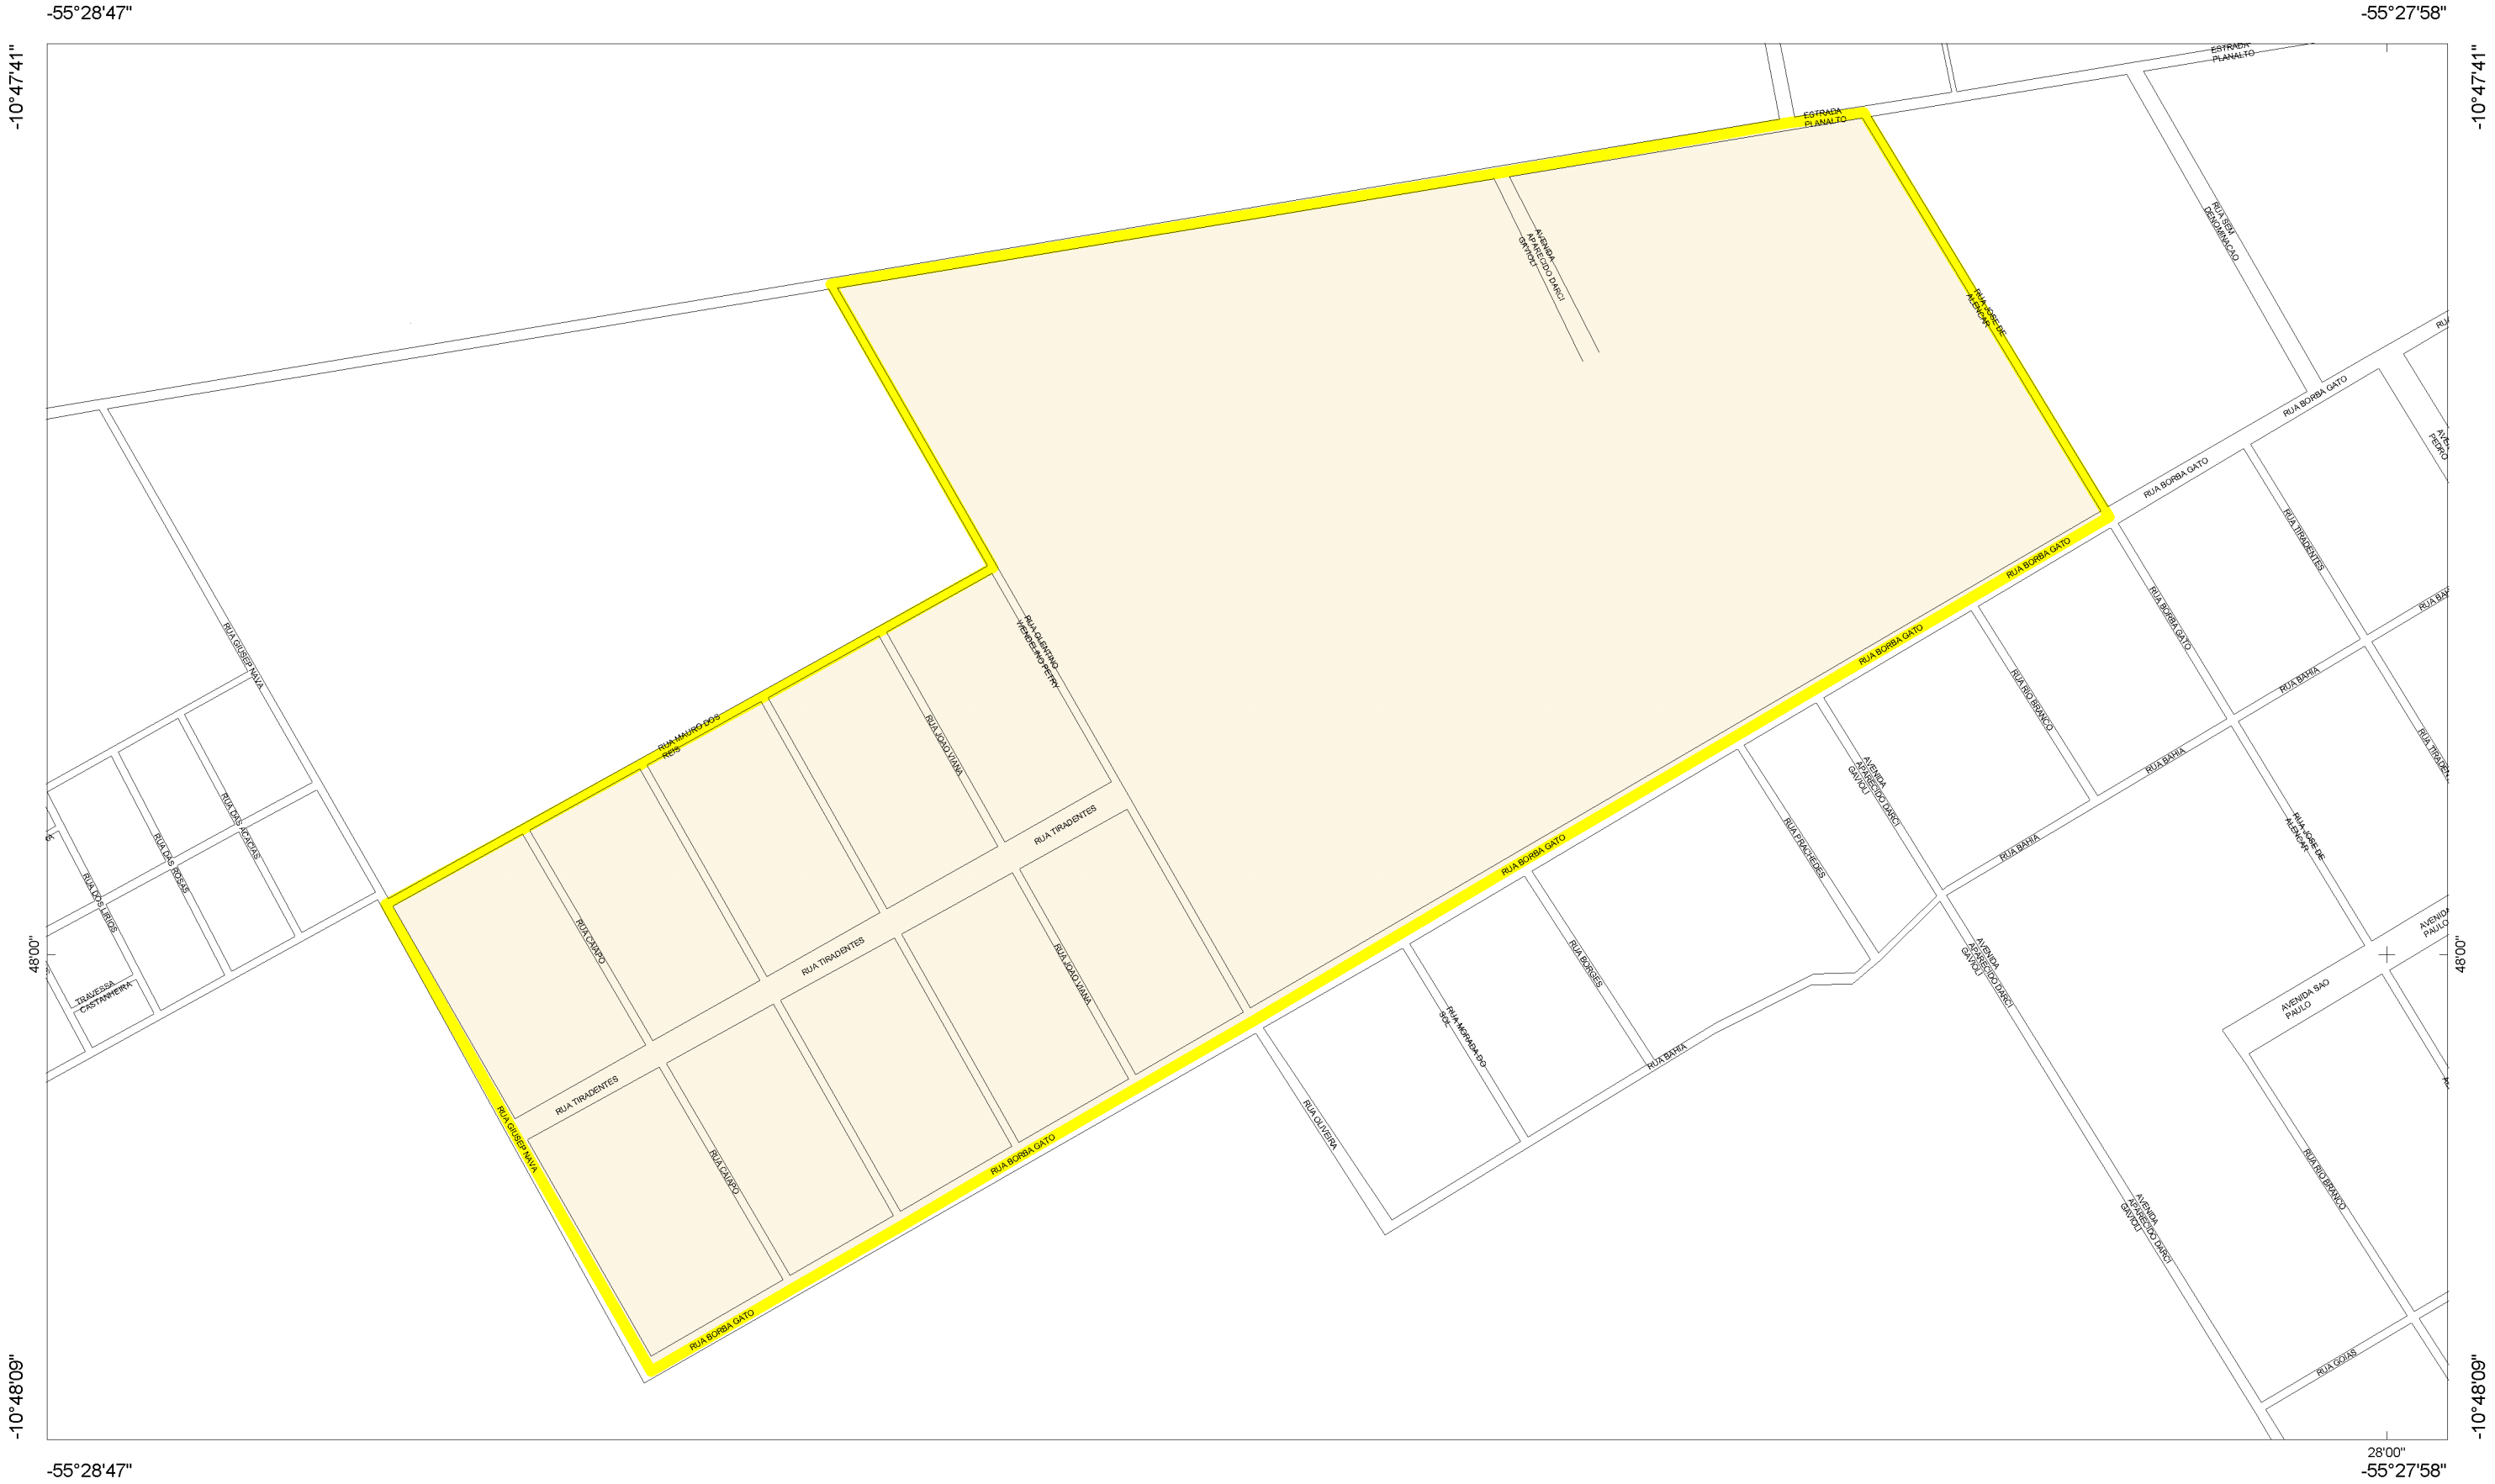 -55°28'47"
-55°27'58"
-10°47'41"
-10°47'41"
ESTRADA
PLANALTO
ESTRADA
PLANALTO
RUA SEM
DENOMINACAO
AVENIDA
APARECIDO DARCI
GAVIOLI
RUA JOSE DE
ALENCAR
RUA
RUA BORBA GATO
RUA BORBA GATO
PEDRO
RUA TIRADENTES
RUA BORBA GATO
RUA BORBA GATO
RUA BORBA GATO
RUA GIUSEP NAVA
RUA OLENTINO
WENDELINO PETRY
RUA BAHIA
RUA RIO BRANCO
RUA MAURO DOS
REIS
RUA JOAO VIANA
RUA BAHIA
AVENIDA
APARECIDO DARCI
GAVIOLI
RUA DAS ACACIAS
RUA DAS ROSAS
RUA TIRADENTES
RUA PRACHEDES
RUA JOSE DE
ALENCAR
RUA BAHIA
RUA BORBA GATO
RUA DOS LIRIOS
RUA CAIAPO
RUA TIRADENTES
RUA JOAO VIANA
RUA BORGES
AVENIDA
APARECIDO DARCI
GAVIOLI
PAULO
48'00"
48'00"
TRAVESSA
CASTANHEIRA
AVENIDA SAO
PAULO
RUA MORADA DO
SOL
RUA BAHIA
RUA TIRADENTES
RUA GIUSEP NAVA
RUA OLIVEIRA
RUA BORBA GATO
RUA CAIAPO
RUA RIO BRANCO
AVENIDA
APARECIDO DARCI
GAVIOLI
RUA BORBA GATO
RUA GOIAS
-10°48'09"
-10°48'09"
28'00"
-55°28'47"
-55°27'58"